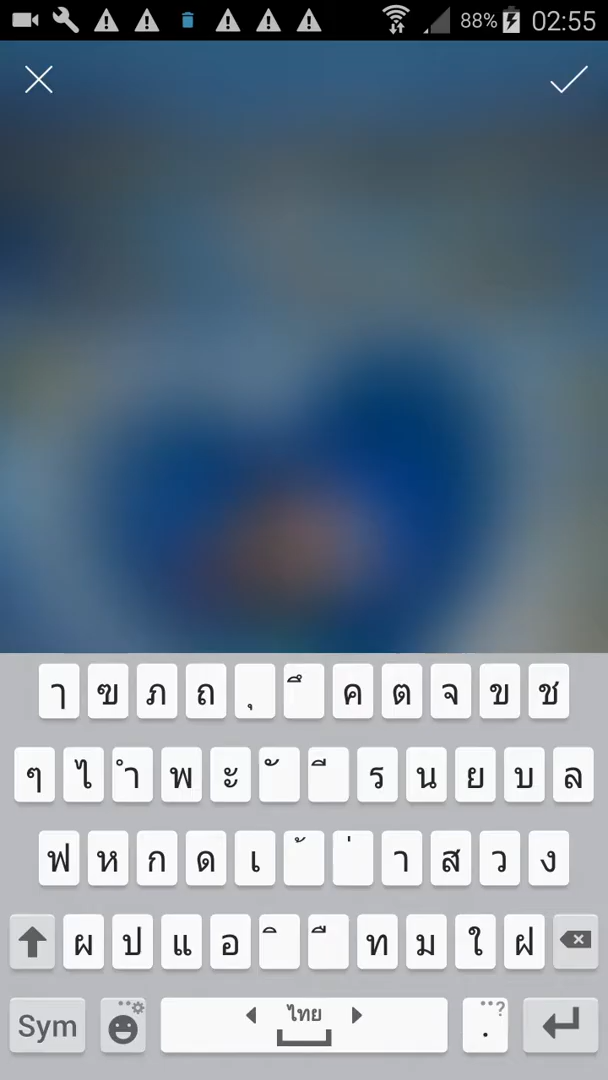 88% 02:55
ๅ ฃ ภ ถ ุ ึ ค ต จ ข ช
ๆ ไ ำ พ ะ ั ี ร น ย บ ล
ฟ ห ก ด เ ้ ่ า ส ว ง
ผ ป แ อ ิ ื ท ม ใ ฝ
Sym ไทย . ?